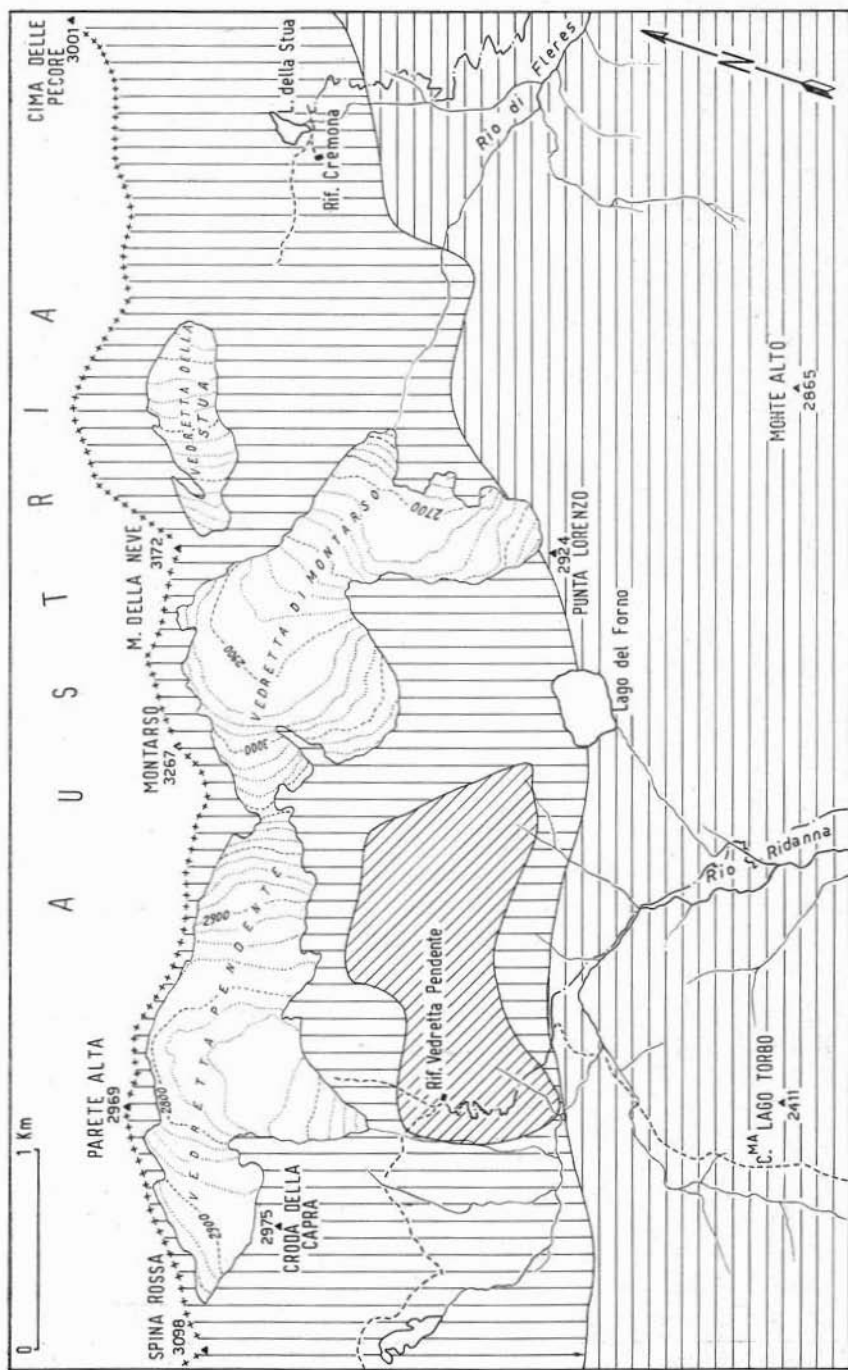 0 1 Km
A U S T R I A
SPINA ROSSA
3098
PARETE ALTA
2969
MONTARSO
3267
M. DELLA NEVE
3172
CIMA DELLE
PECORE
3001
VEDRETTA PENDENTE
2900
2800
2900
CRODA DELLA
CAPRA
2975
VEDRETTA DI MONTARSO
3000
2900
2700
VEDRETTA DELLA
STUA
L. della Stua
Rif. Cremona
Rio di Fleres
Rif. Vedretta Pendente
PUNTA LORENZO
2924
Lago del Forno
Rio Ridanna
C.MA LAGO TORBO
2411
MONTE ALTO
2865
N